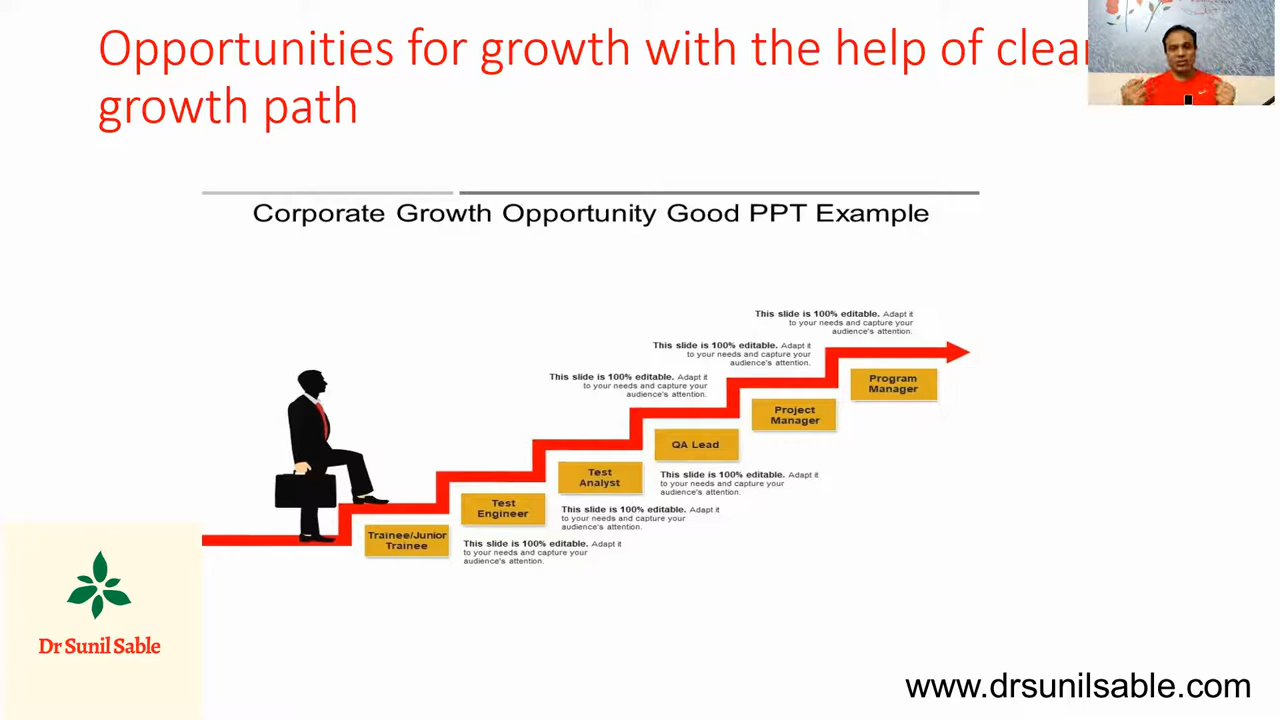 Opportunities for growth with the help of clear
growth path
Corporate Growth Opportunity Good PPT Example
This slide is 100% editable. Adapt it
to your needs and capture your
audience's attention.
This slide is 100% editable. Adapt it
to your needs and capture your
audience's attention.
This slide is 100% editable. Adapt it
to your needs and capture your
audience's attention.
Program
Manager
Project
Manager
QA Lead
Test
Analyst
Test
Engineer
Trainee/Junior
Trainee
This slide is 100% editable. Adapt it
to your needs and capture your
audience's attention.
This slide is 100% editable. Adapt it
to your needs and capture your
audience's attention.
This slide is 100% editable. Adapt it
to your needs and capture your
audience's attention.
Dr Sunil Sable
www.drsunilsable.com